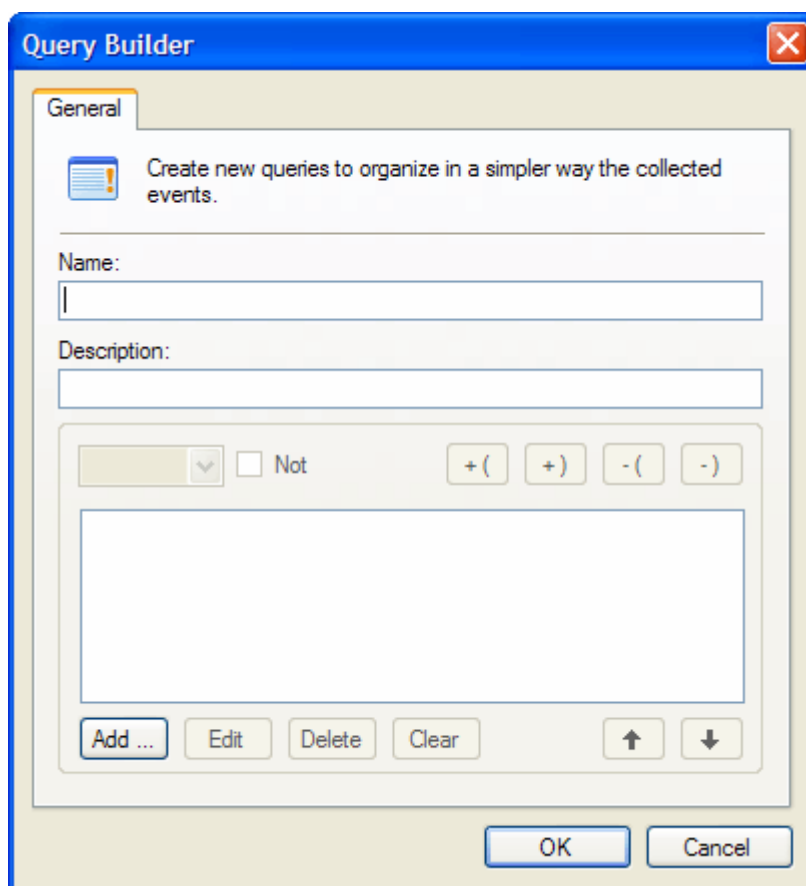 Query Builder
General
Create new queries to organize in a simpler way the collected
events.
Name:
Description:
Not +( +) -( -)
Add ... Edit Delete Clear
OK Cancel